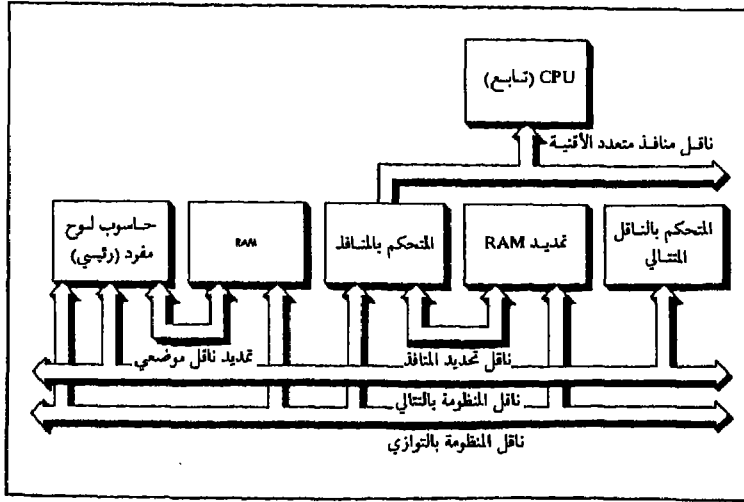 CPU (تابع)
ناقل منافذ متعدد الأقنية
حاسوب لوح
مفرد (رئيسي)
RAM
المتحكم بالمنافذ
تمديد RAM
المتحكم بالناقل
المتتالي
تمديد ناقل موضعي
ناقل تحديد المنافذ
ناقل المنظومة بالتتالي
ناقل المنظومة بالتوازي